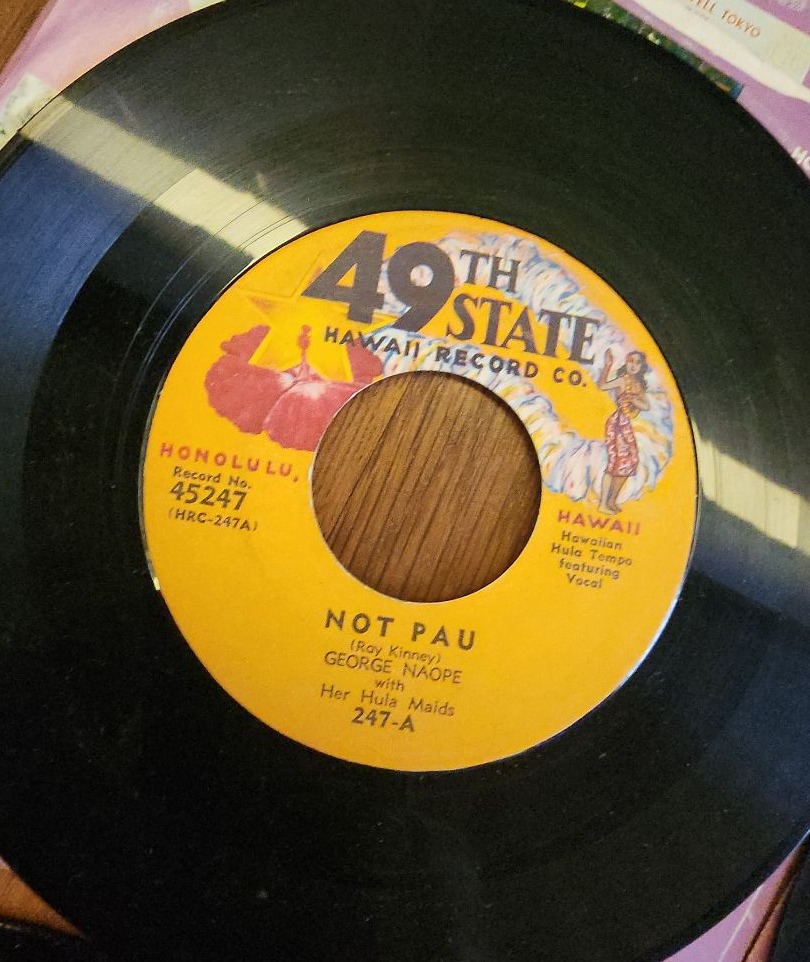 49TH
STATE
HAWAII RECORD CO.
HONOLULU,
Record No.
45247
(HRC-247A)
HAWAII
Hawaiian
Hula Tempo
featuring
Vocal
NOT PAU
(Ray Kinney)
GEORGE NAOPE
with
Her Hula Maids
247-A
TOKYO